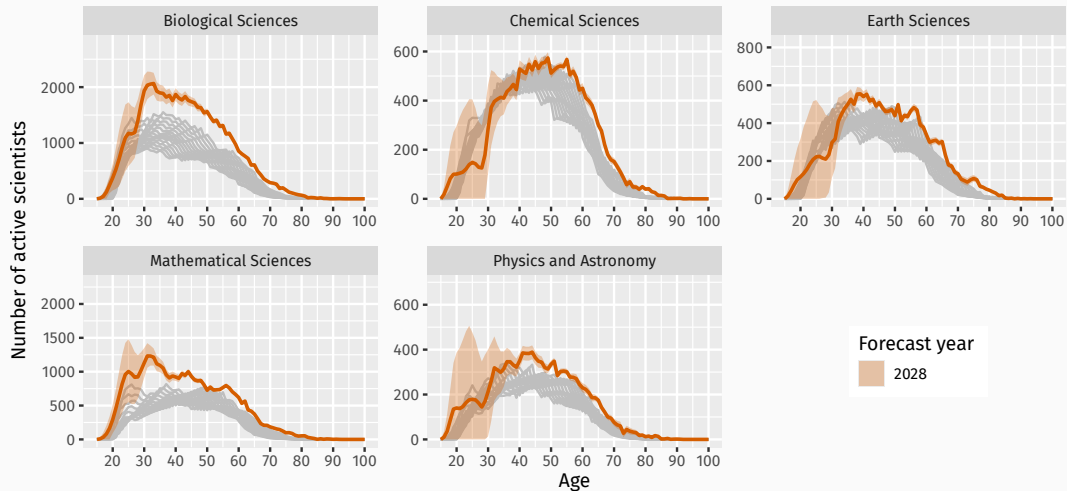 Biological Sciences
Chemical Sciences
Earth Sciences
2000
1000
0
20 30 40 50 60 70 80 90 100
600
400
200
0
20 30 40 50 60 70 80 90 100
800
600
400
200
0
20 30 40 50 60 70 80 90 100
Number of active scientists
Mathematical Sciences
Physics and Astronomy
2000
1500
1000
500
0
20 30 40 50 60 70 80 90 100
600
400
200
0
20 30 40 50 60 70 80 90 100
Age
Forecast year
2028